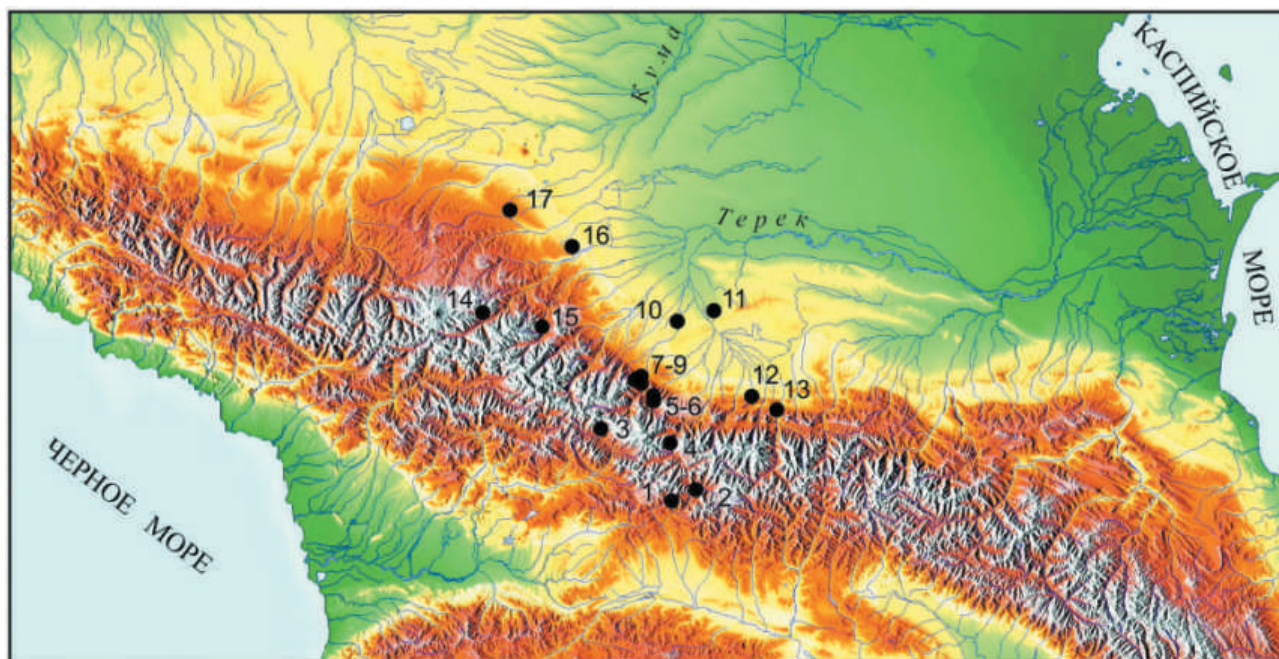 Кума
КАСПИЙСКОЕ
МОРЕ
Терек
17
16
14
15
10
11
7-9
12
13
5-6
3
4
1
2
ЧЕРНОЕ МОРЕ